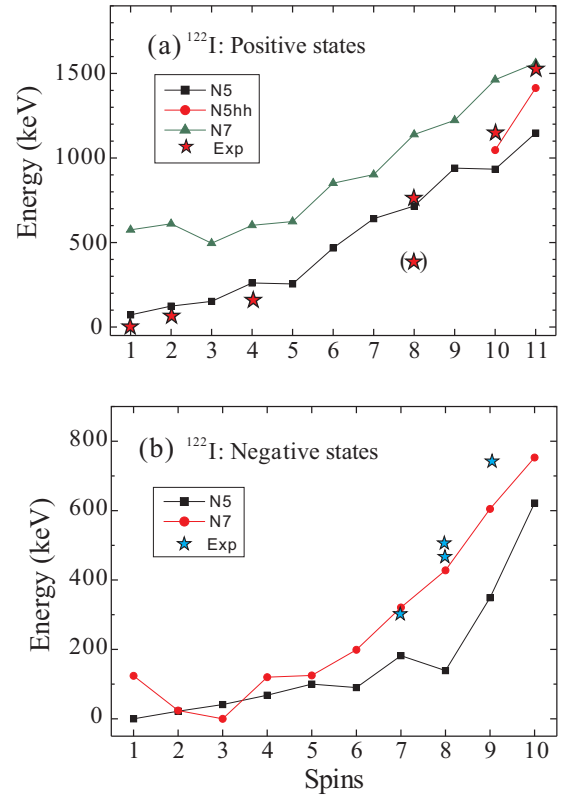 (a) ¹²²I: Positive states
N5
N5hh
N7
Exp
Energy (keV)
1500
1000
500
0
(★)
1 2 3 4 5 6 7 8 9 10 11
(b) ¹²²I: Negative states
N5
N7
Exp
Energy (keV)
800
600
400
200
0
1 2 3 4 5 6 7 8 9 10
Spins